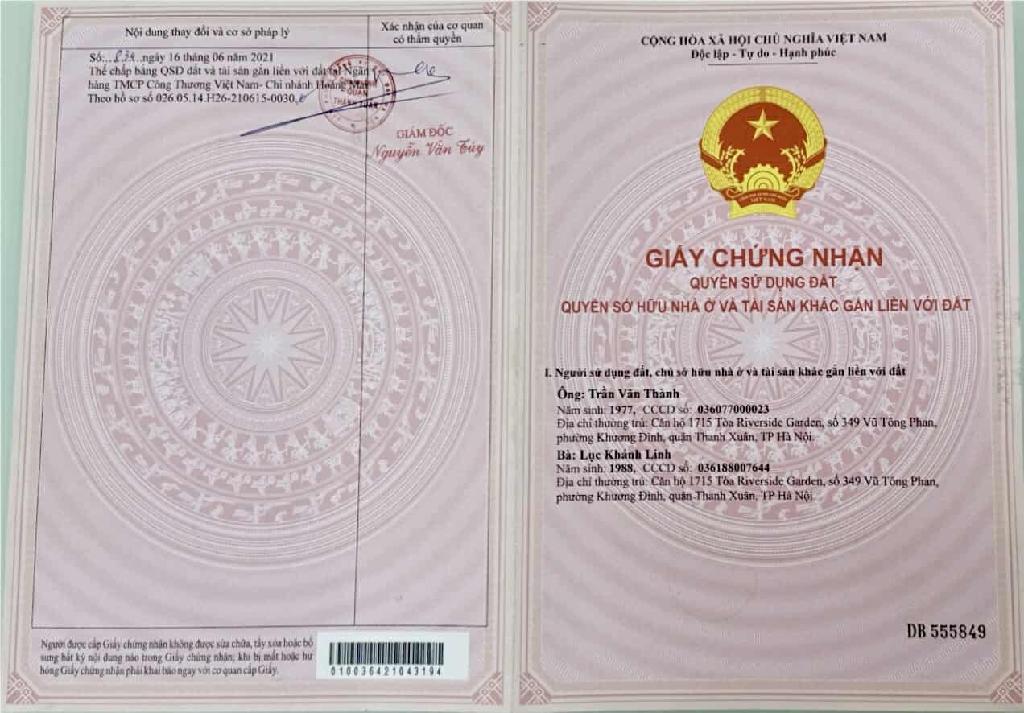 Nội dung thay đổi và cơ sở pháp lý
Xác nhận của cơ quan
có thẩm quyền
Số: ngày 16 tháng 06 năm 2021
Thế chấp bằng QSD đất và tài sản gắn liền với đất tại Ngân
hàng TMCP Công Thương Việt Nam- Chi nhánh Hoàng Mai
Theo hồ sơ số 026.05.14.H26-210615-0030
QUẬN
THANH XUÂN
GIÁM ĐỐC
Nguyễn Văn Túy
Người được cấp Giấy chứng nhận không được sửa chữa, tẩy xóa hoặc bổ
sung bất kỳ nội dung nào trong Giấy chứng nhận; khi bị mất hoặc hư
hỏng Giấy chứng nhận phải khai báo ngay với cơ quan cấp Giấy.
010036421043194
CỘNG HÒA XÃ HỘI CHỦ NGHĨA VIỆT NAM
Độc lập - Tự do - Hạnh phúc
VIỆT NAM
GIẤY CHỨNG NHẬN
QUYỀN SỬ DỤNG ĐẤT
QUYỀN SỞ HỮU NHÀ Ở VÀ TÀI SẢN KHÁC GẮN LIỀN VỚI ĐẤT
I. Người sử dụng đất, chủ sở hữu nhà ở và tài sản khác gắn liền với đất
Ông: Trần Văn Thành
Năm sinh: 1977, CCCD số: 036077000023
Địa chỉ thường trú: Căn hộ 1715 Tòa Riverside Garden, số 349 Vũ Tông Phan,
phường Khương Đình, quận Thanh Xuân, TP Hà Nội.
Bà: Lục Khánh Linh
Năm sinh: 1988, CCCD số: 036188007644
Địa chỉ thường trú: Căn hộ 1715 Tòa Riverside Garden, số 349 Vũ Tông Phan,
phường Khương Đình, quận Thanh Xuân, TP Hà Nội.
DB 555849